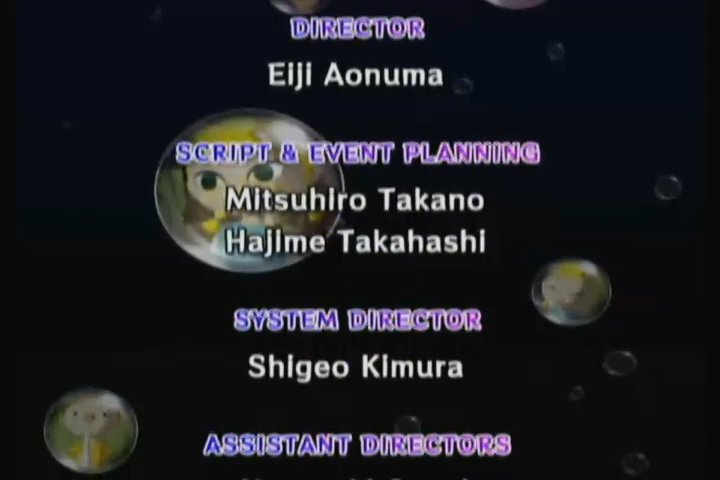 DIRECTOR
Eiji Aonuma
SCRIPT & EVENT PLANNING
Mitsuhiro Takano
Hajime Takahashi
SYSTEM DIRECTOR
Shigeo Kimura
ASSISTANT DIRECTORS